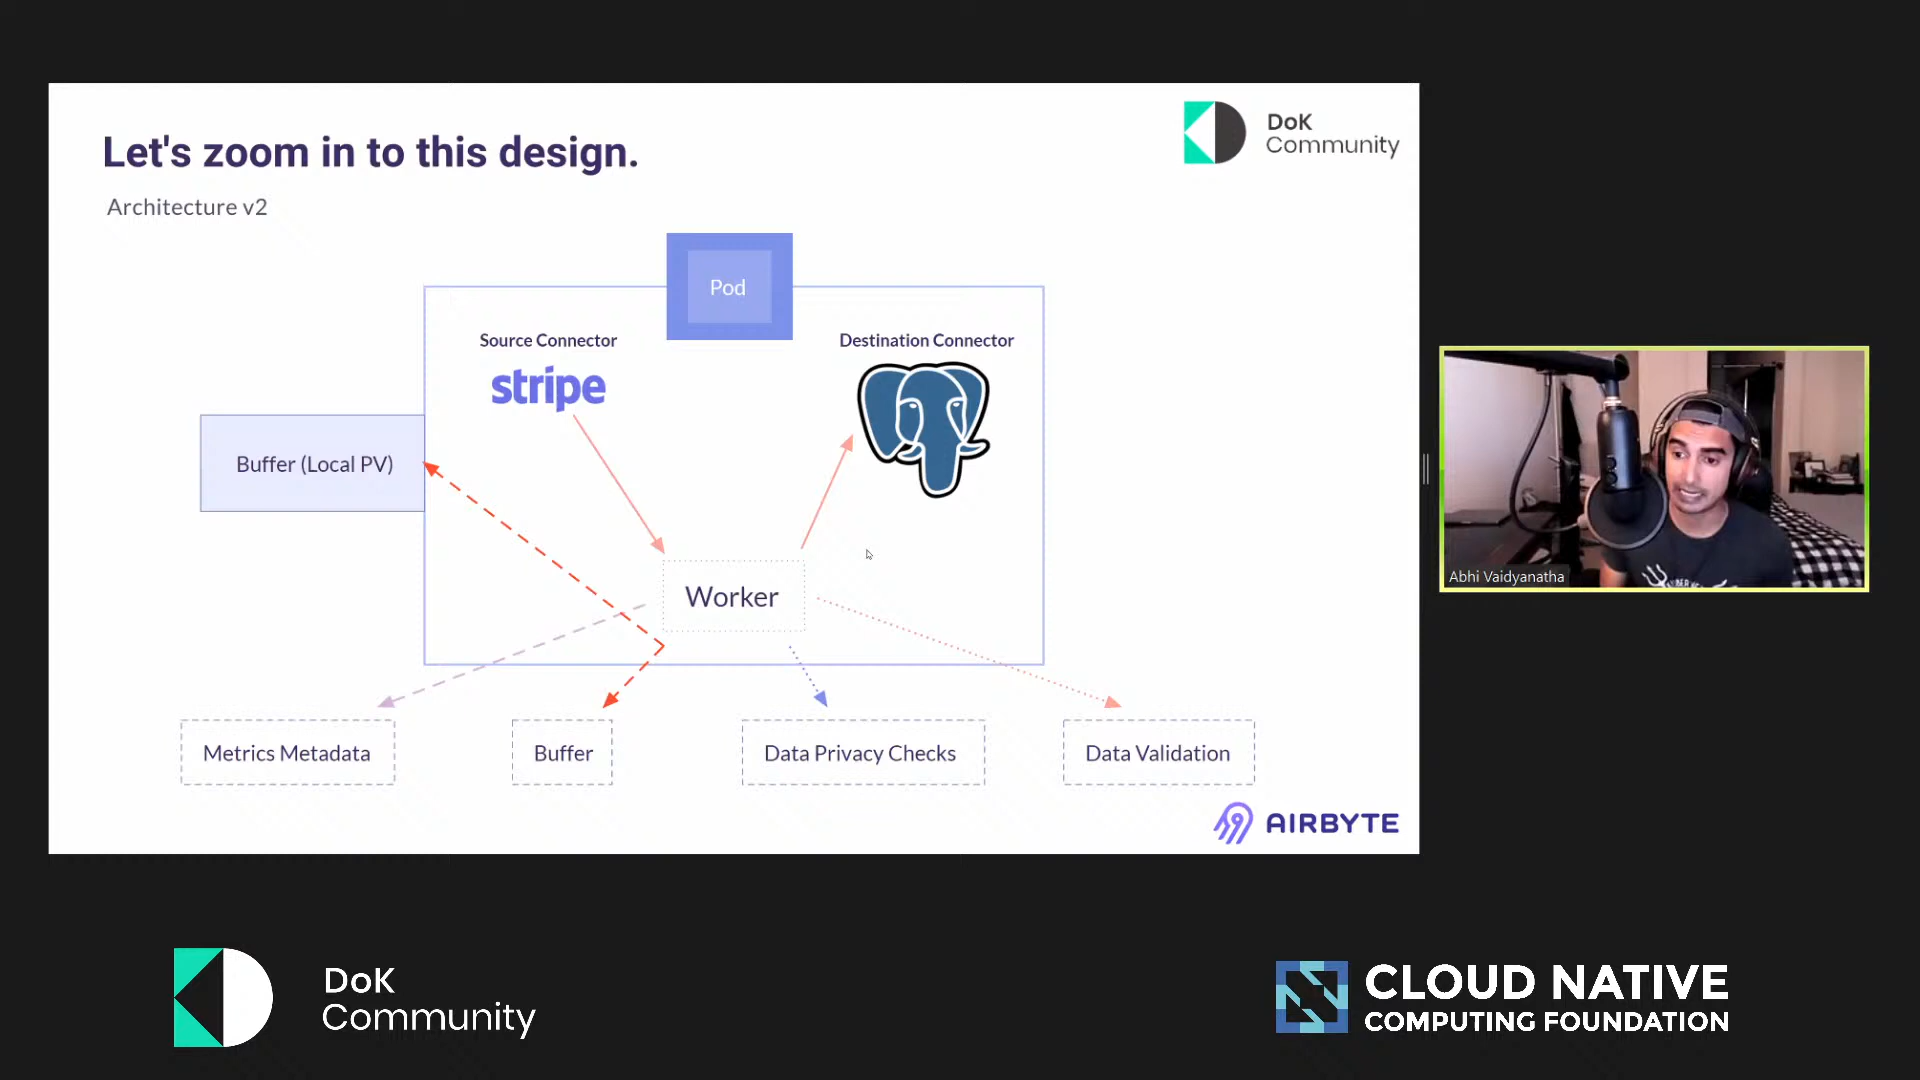 Let's zoom in to this design.
Architecture v2
DoK
Community
Pod
Source Connector
stripe
Destination Connector
Buffer (Local PV)
Worker
Metrics Metadata
Buffer
Data Privacy Checks
Data Validation
AIRBYTE
Abhi Vaidyanatha
DoK
Community
CLOUD NATIVE
COMPUTING FOUNDATION